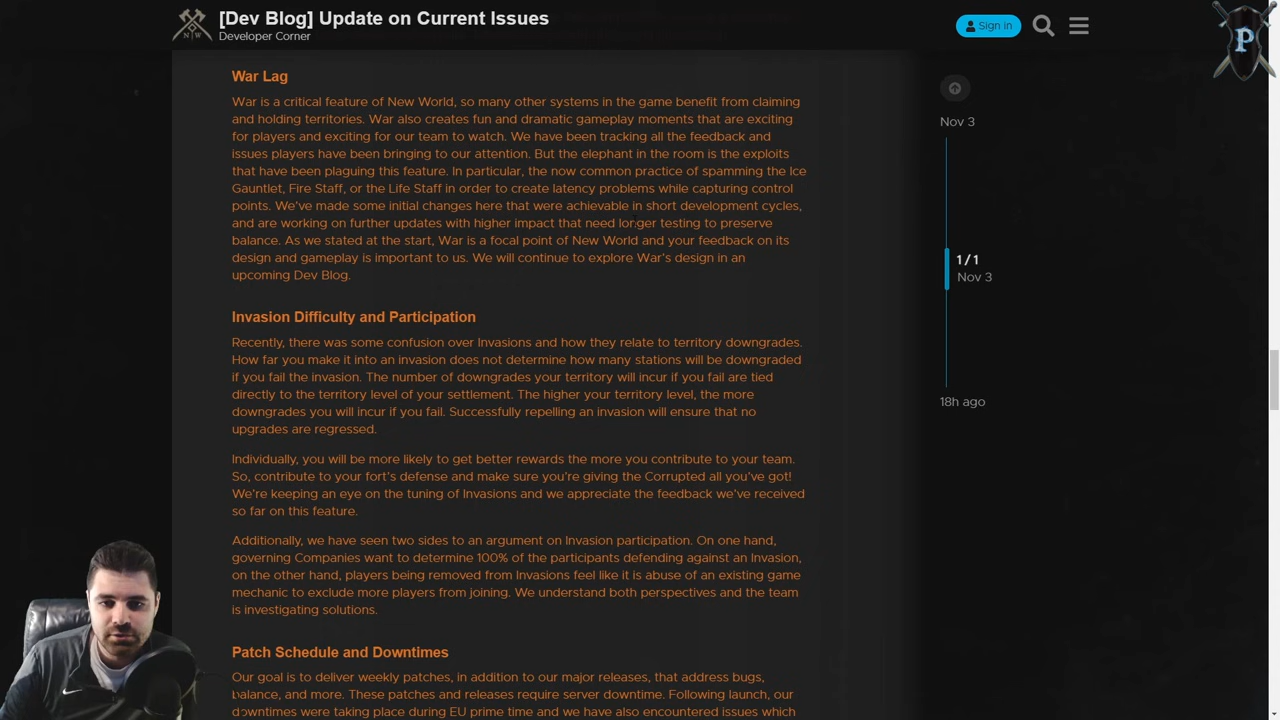 [Dev Blog] Update on Current Issues
Developer Corner
Sign in
P
N W
War Lag
War is a critical feature of New World, so many other systems in the game benefit from claiming
and holding territories. War also creates fun and dramatic gameplay moments that are exciting
for players and exciting for our team to watch. We have been tracking all the feedback and
issues players have been bringing to our attention. But the elephant in the room is the exploits
that have been plaguing this feature. In particular, the now common practice of spamming the Ice
Gauntlet, Fire Staff, or the Life Staff in order to create latency problems while capturing control
points. We've made some initial changes here that were achievable in short development cycles,
and are working on further updates with higher impact that need longer testing to preserve
balance. As we stated at the start, War is a focal point of New World and your feedback on its
design and gameplay is important to us. We will continue to explore War's design in an
upcoming Dev Blog.
Invasion Difficulty and Participation
Recently, there was some confusion over Invasions and how they relate to territory downgrades.
How far you make it into an invasion does not determine how many stations will be downgraded
if you fail the invasion. The number of downgrades your territory will incur if you fail are tied
directly to the territory level of your settlement. The higher your territory level, the more
downgrades you will incur if you fail. Successfully repelling an invasion will ensure that no
upgrades are regressed.
Individually, you will be more likely to get better rewards the more you contribute to your team.
So, contribute to your fort's defense and make sure you're giving the Corrupted all you've got!
We're keeping an eye on the tuning of Invasions and we appreciate the feedback we've received
so far on this feature.
Additionally, we have seen two sides to an argument on Invasion participation. On one hand,
governing Companies want to determine 100% of the participants defending against an Invasion,
on the other hand, players being removed from Invasions feel like it is abuse of an existing game
mechanic to exclude more players from joining. We understand both perspectives and the team
is investigating solutions.
Patch Schedule and Downtimes
Our goal is to deliver weekly patches, in addition to our major releases, that address bugs,
balance, and more. These patches and releases require server downtime. Following launch, our
downtimes were taking place during EU prime time and we have also encountered issues which
Nov 3
1 / 1
Nov 3
18h ago